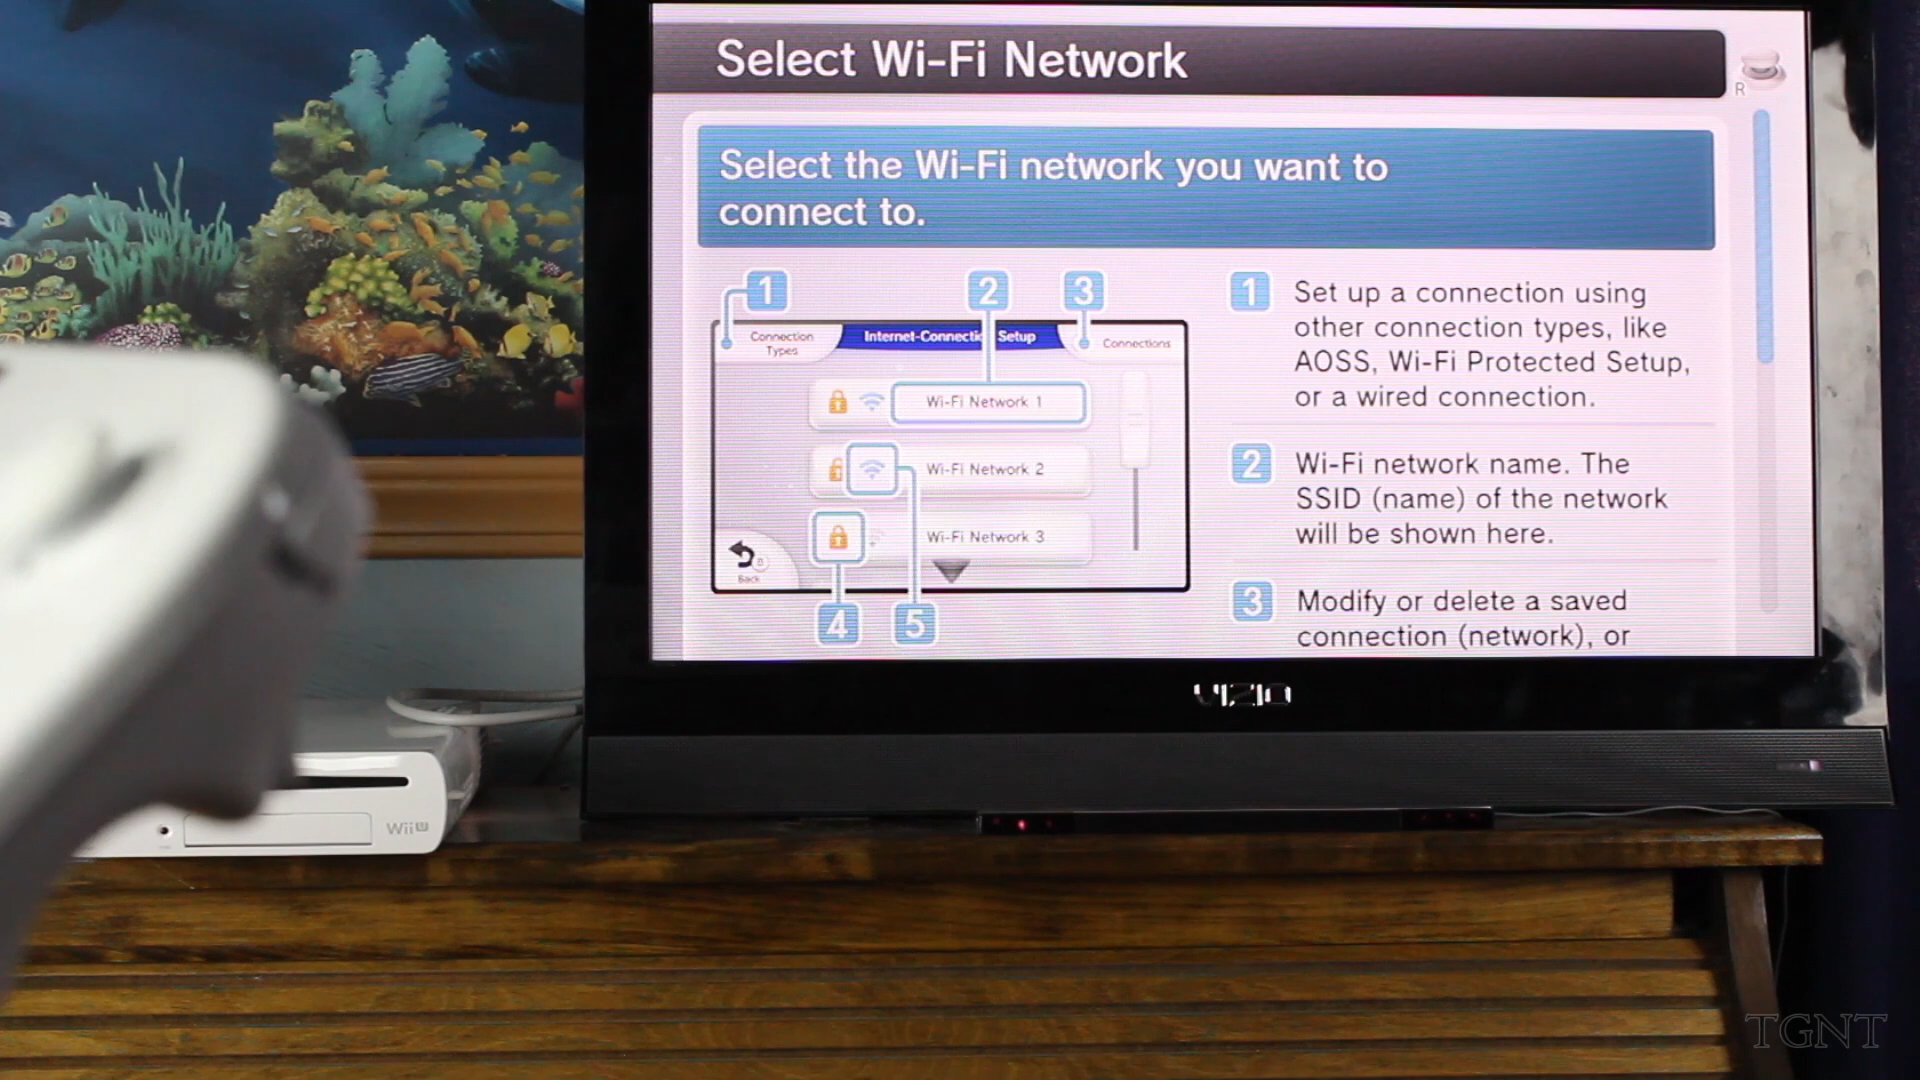 Select Wi-Fi Network
R
Select the Wi-Fi network you want to
connect to.
1
2
3
Connection
Types
Internet-Connectio Setup
Connections
Wi-Fi Network 1
Wi-Fi Network 2
Wi-Fi Network 3
Back
4
5
1 Set up a connection using
other connection types, like
AOSS, Wi-Fi Protected Setup,
or a wired connection.
2 Wi-Fi network name. The
SSID (name) of the network
will be shown here.
3 Modify or delete a saved
connection (network), or
VIZIO
Wii U
TGNT